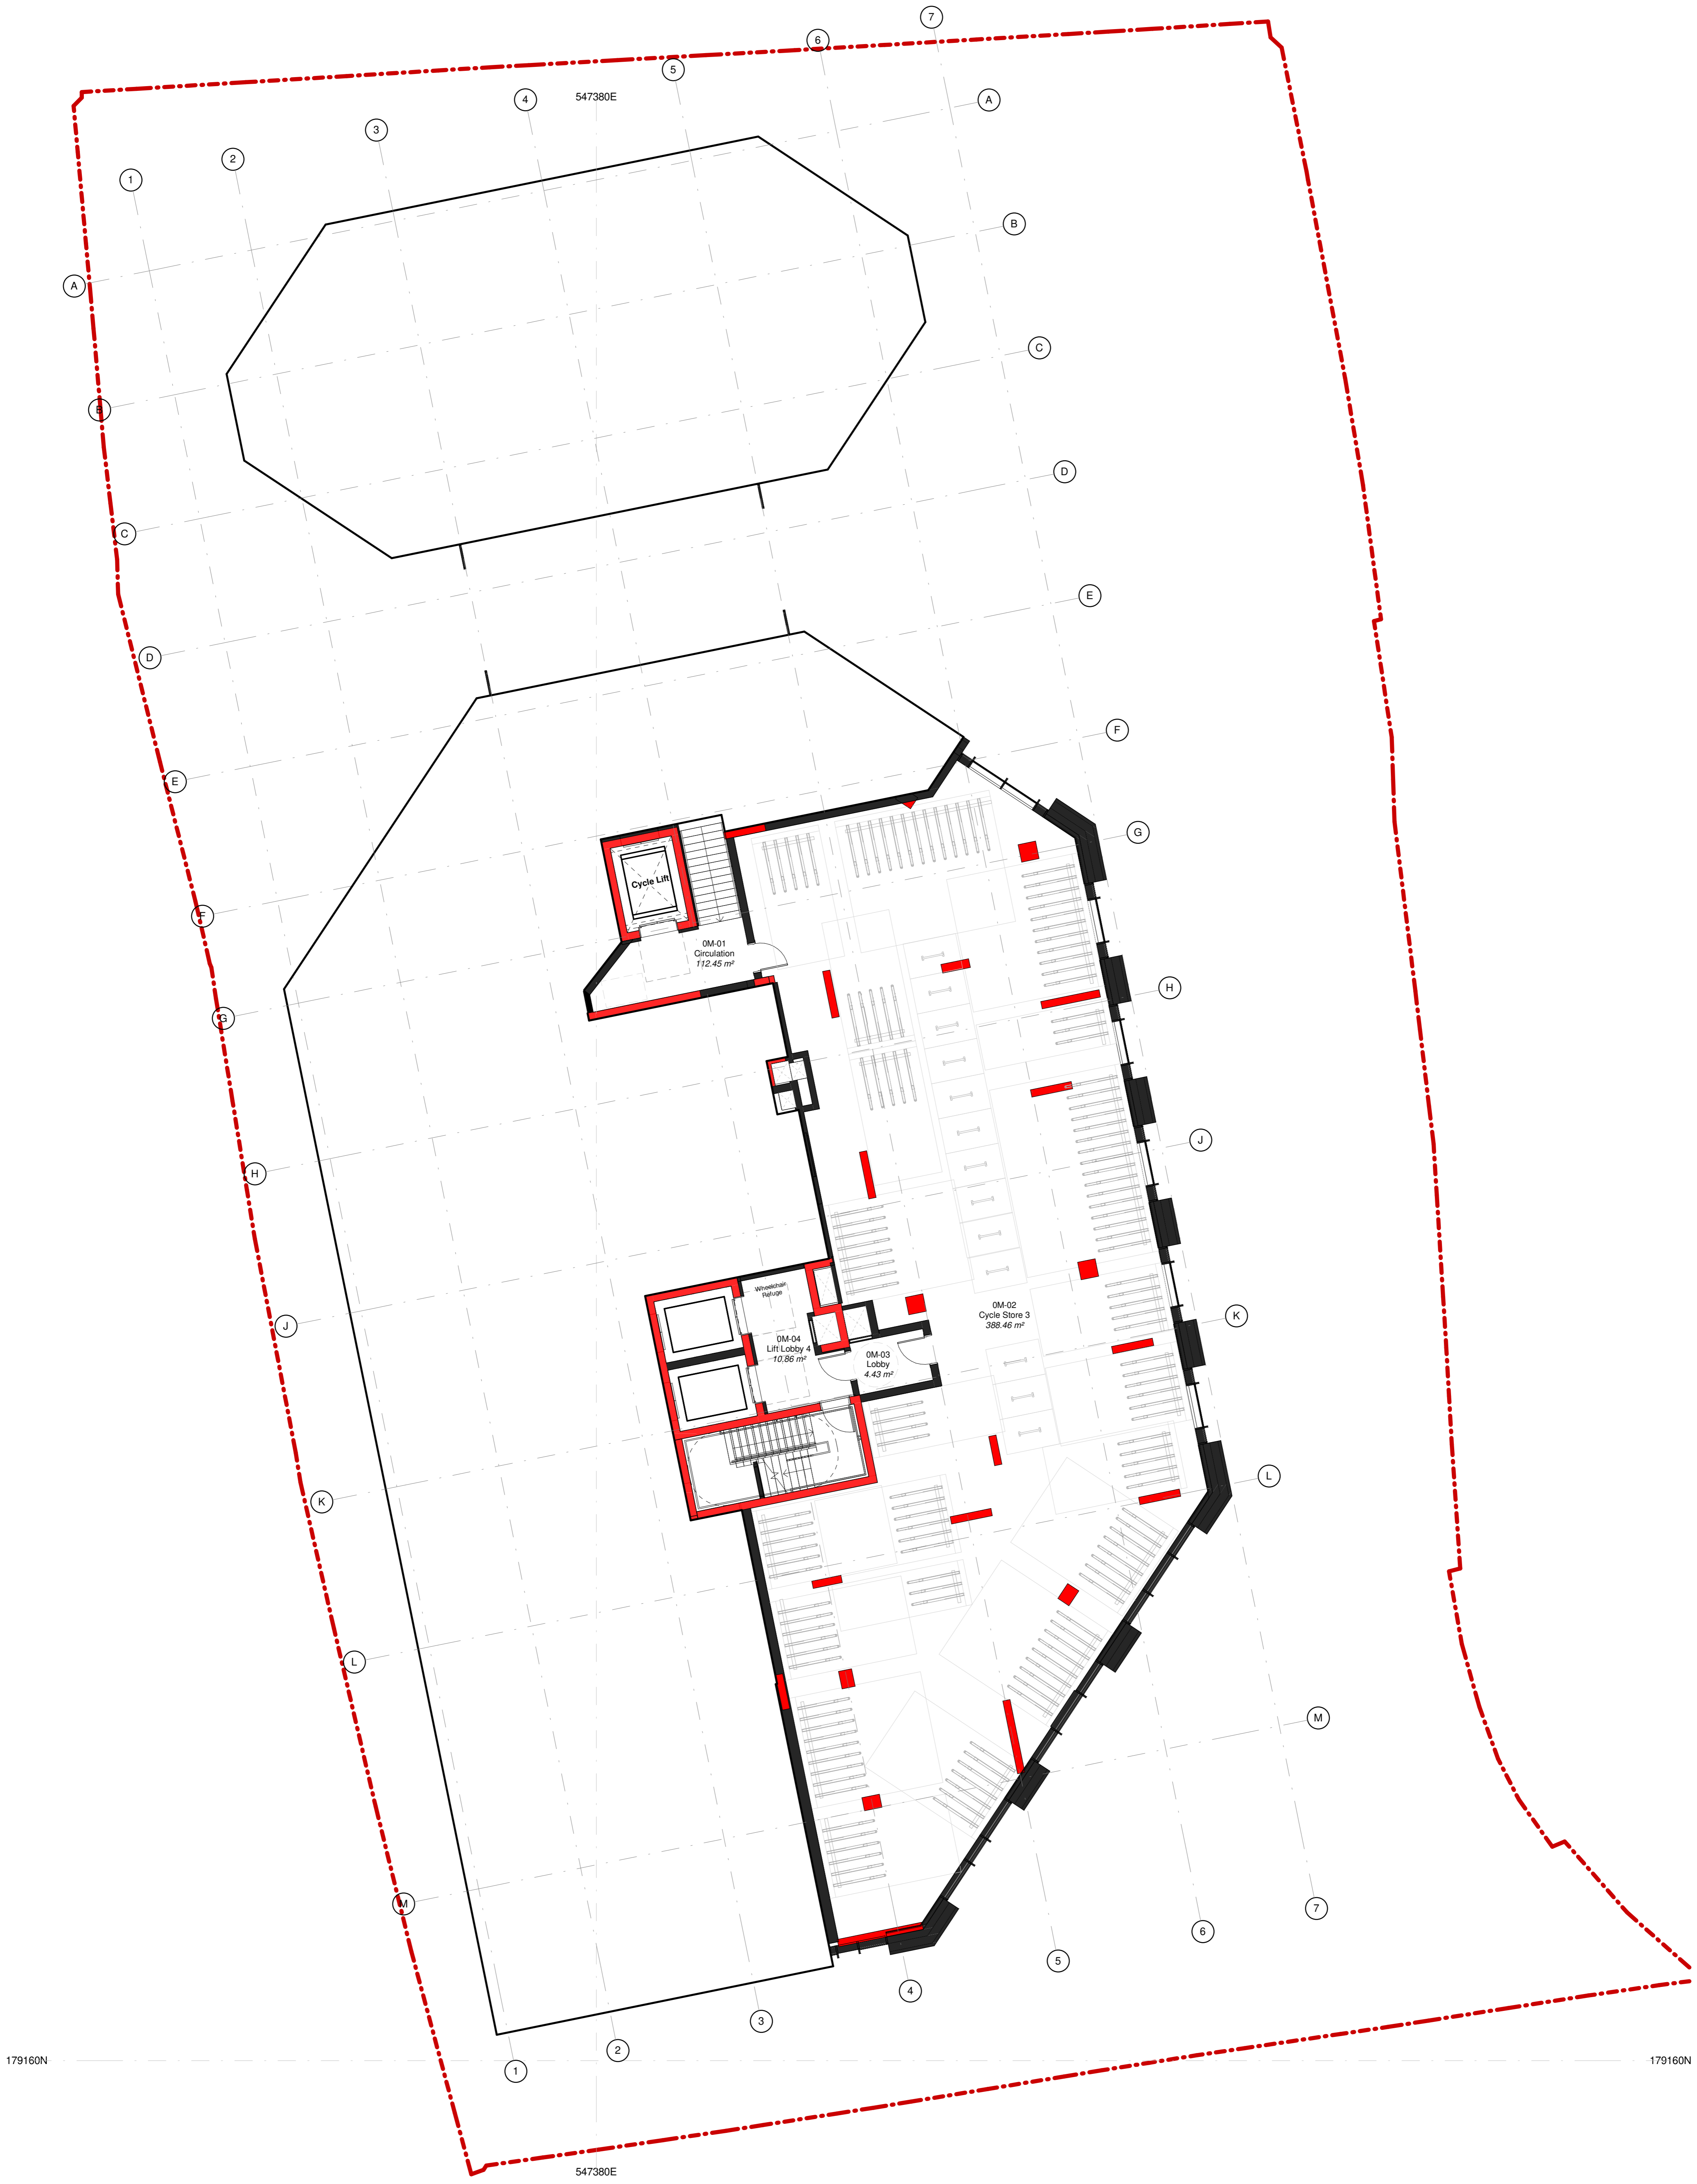 7
6
5
547380E
4
A
3
2
1
B
A
C
B
D
C
E
D
F
E
G
Cycle Lift
F
0M-01
Circulation
112.45 m²
H
G
J
H
Wheelchair
Refuge
0M-02
Cycle Store 3
388.46 m²
K
J
0M-04
Lift Lobby 4
10.86 m²
0M-03
Lobby
4.43 m²
L
K
L
M
M
7
6
5
4
3
2
1
179160N
179160N
547380E